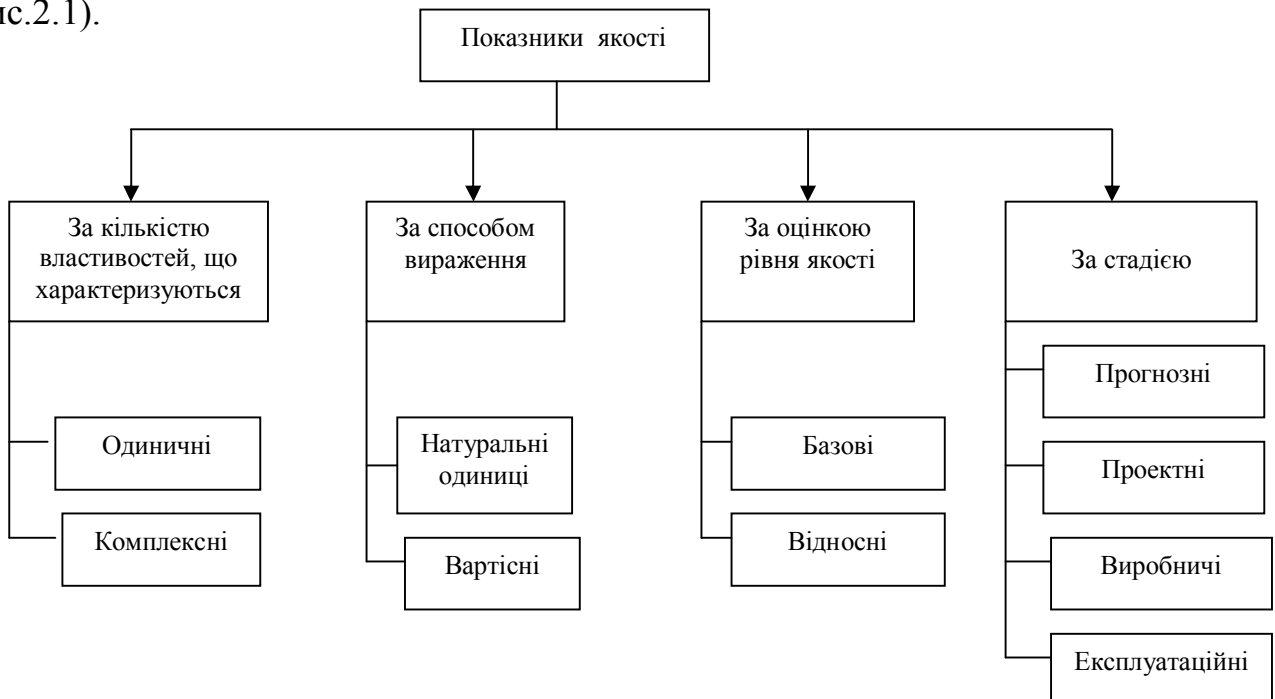 ис.2.1).
Показники якості
За кількістю
властивостей, що
характеризуються
За способом
вираження
За оцінкою
рівня якості
За стадією
Одиничні
Комплексні
Натуральні
одиниці
Вартісні
Базові
Відносні
Прогнозні
Проектні
Виробничі
Експлуатаційні